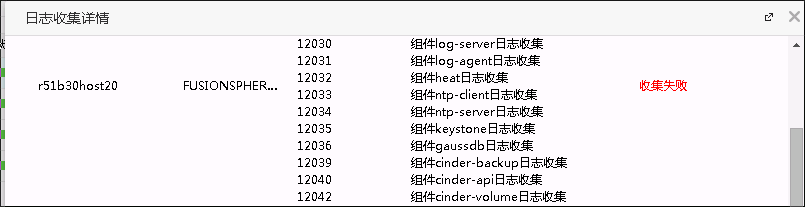 日志收集详情
12030 组件log-server日志收集
12031 组件log-agent日志收集
12032 组件heat日志收集
r51b30host20 FUSIONSPHER... 收集失败
12033 组件ntp-client日志收集
12034 组件ntp-server日志收集
12035 组件keystone日志收集
12036 组件gaussdb日志收集
12039 组件cinder-backup日志收集
12040 组件cinder-api日志收集
12042 组件cinder-volume日志收集